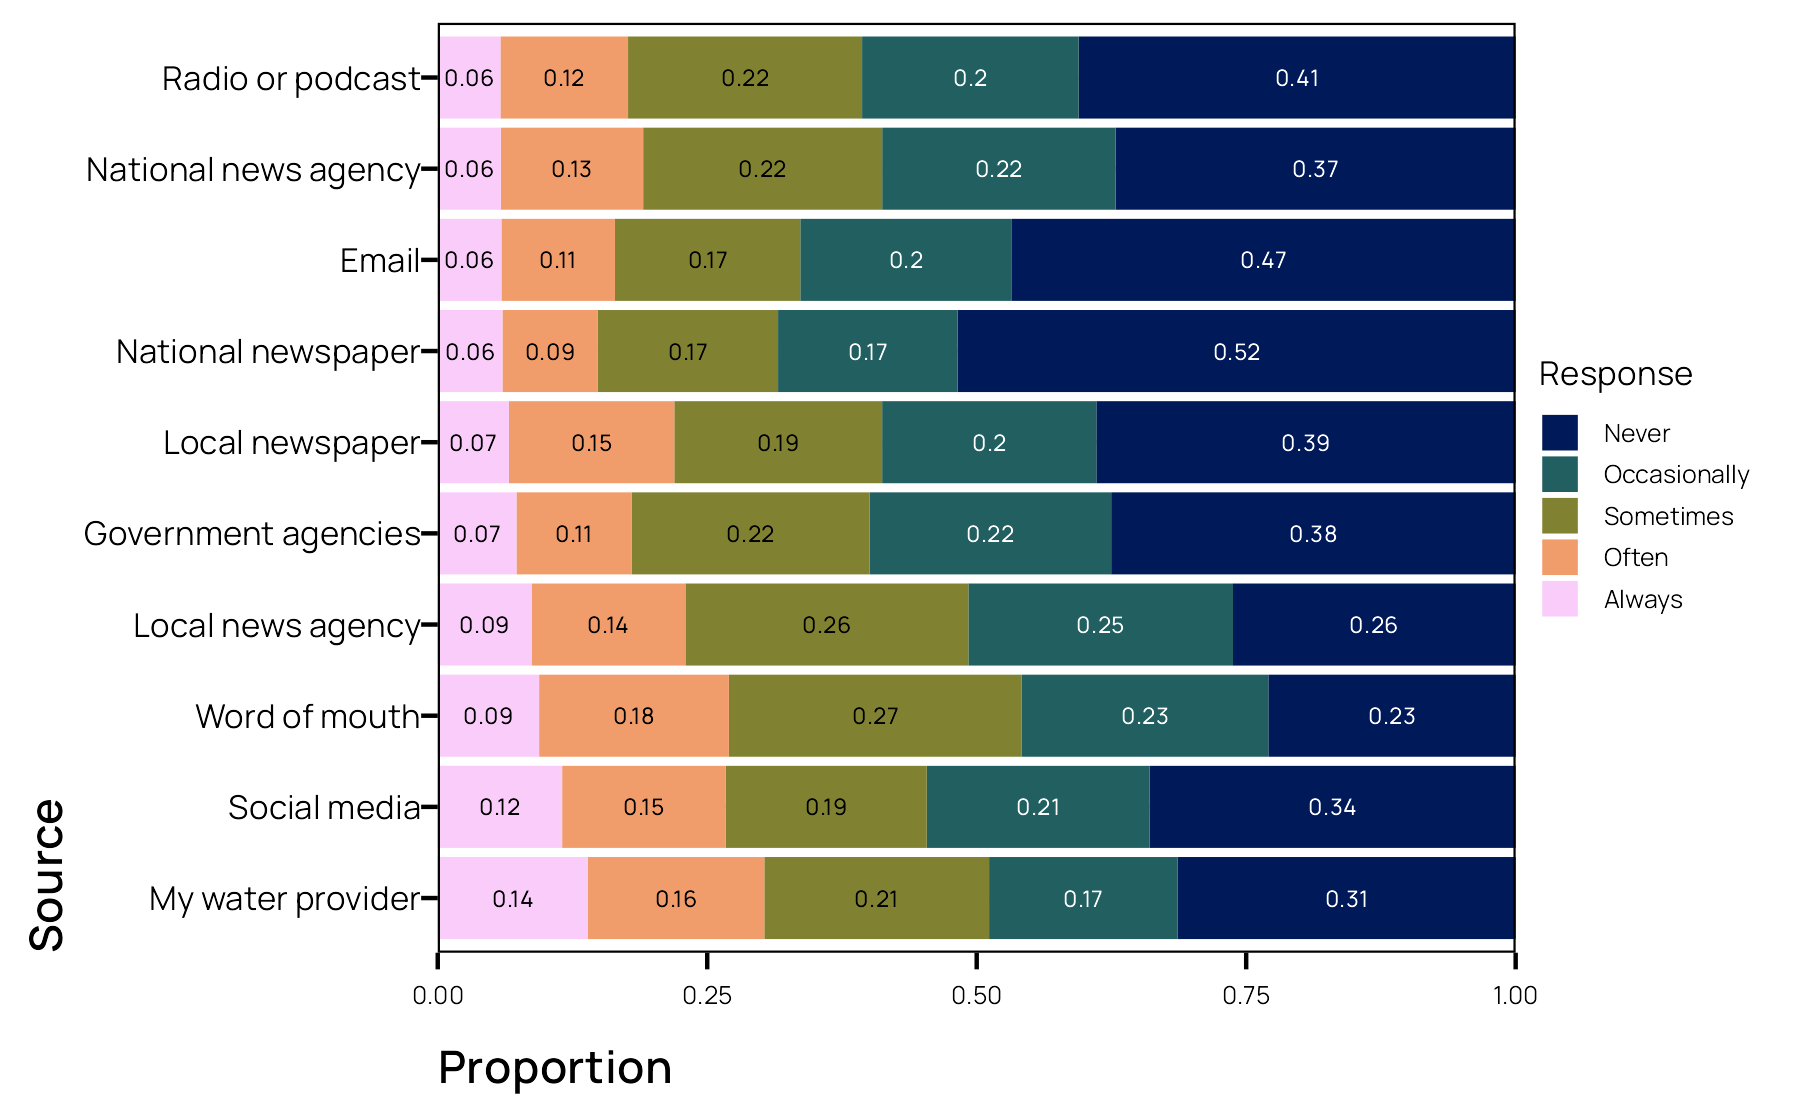 Radio or podcast 0.06 0.12 0.22 0.2 0.41
National news agency 0.06 0.13 0.22 0.22 0.37
Email 0.06 0.11 0.17 0.2 0.47
National newspaper 0.06 0.09 0.17 0.17 0.52
Local newspaper 0.07 0.15 0.19 0.2 0.39
Government agencies 0.07 0.11 0.22 0.22 0.38
Local news agency 0.09 0.14 0.26 0.25 0.26
Word of mouth 0.09 0.18 0.27 0.23 0.23
Social media 0.12 0.15 0.19 0.21 0.34
My water provider 0.14 0.16 0.21 0.17 0.31
Source
0.00 0.25 0.50 0.75 1.00
Proportion
Response
Never
Occasionally
Sometimes
Often
Always